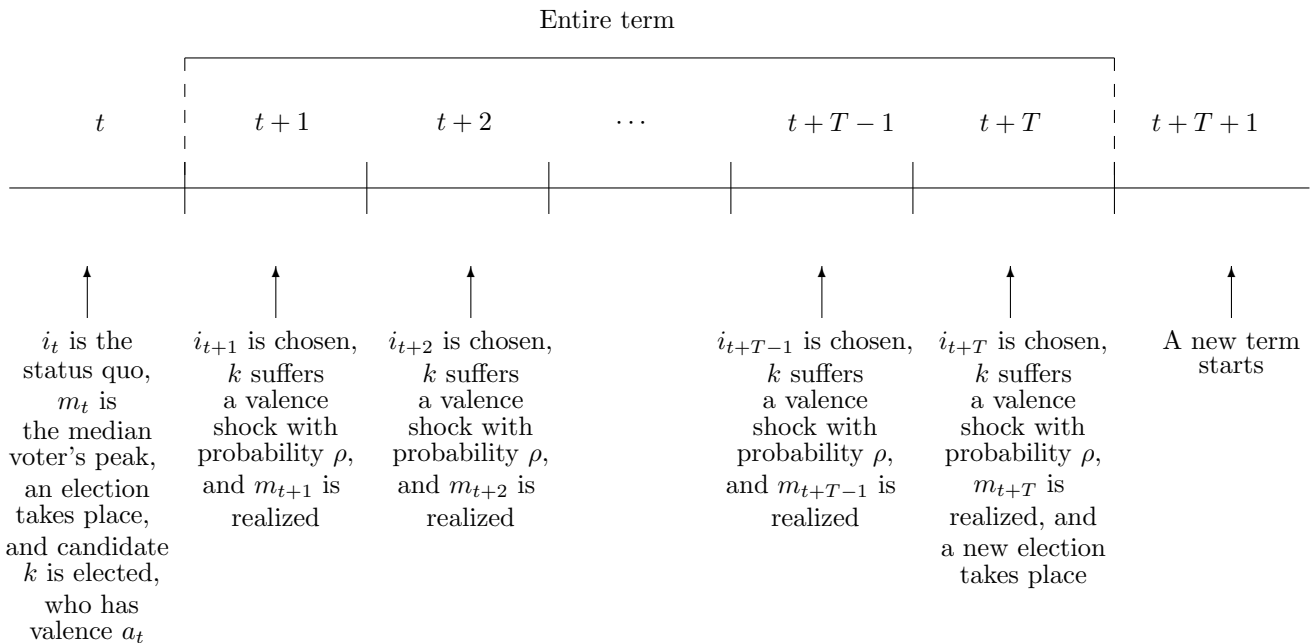 Entire term
t
t + 1
t + 2
⋯
t + T − 1
t + T
t + T + 1
i_t is the
status quo,
m_t is
the median
voter's peak,
an election
takes place,
and candidate
k is elected,
who has
valence a_t
i_{t+1} is chosen,
k suffers
a valence
shock with
probability ρ,
and m_{t+1} is
realized
i_{t+2} is chosen,
k suffers
a valence
shock with
probability ρ,
and m_{t+2} is
realized
i_{t+T−1} is chosen,
k suffers
a valence
shock with
probability ρ,
and m_{t+T−1} is
realized
i_{t+T} is chosen,
k suffers
a valence
shock with
probability ρ,
m_{t+T} is
realized, and
a new election
takes place
A new term
starts